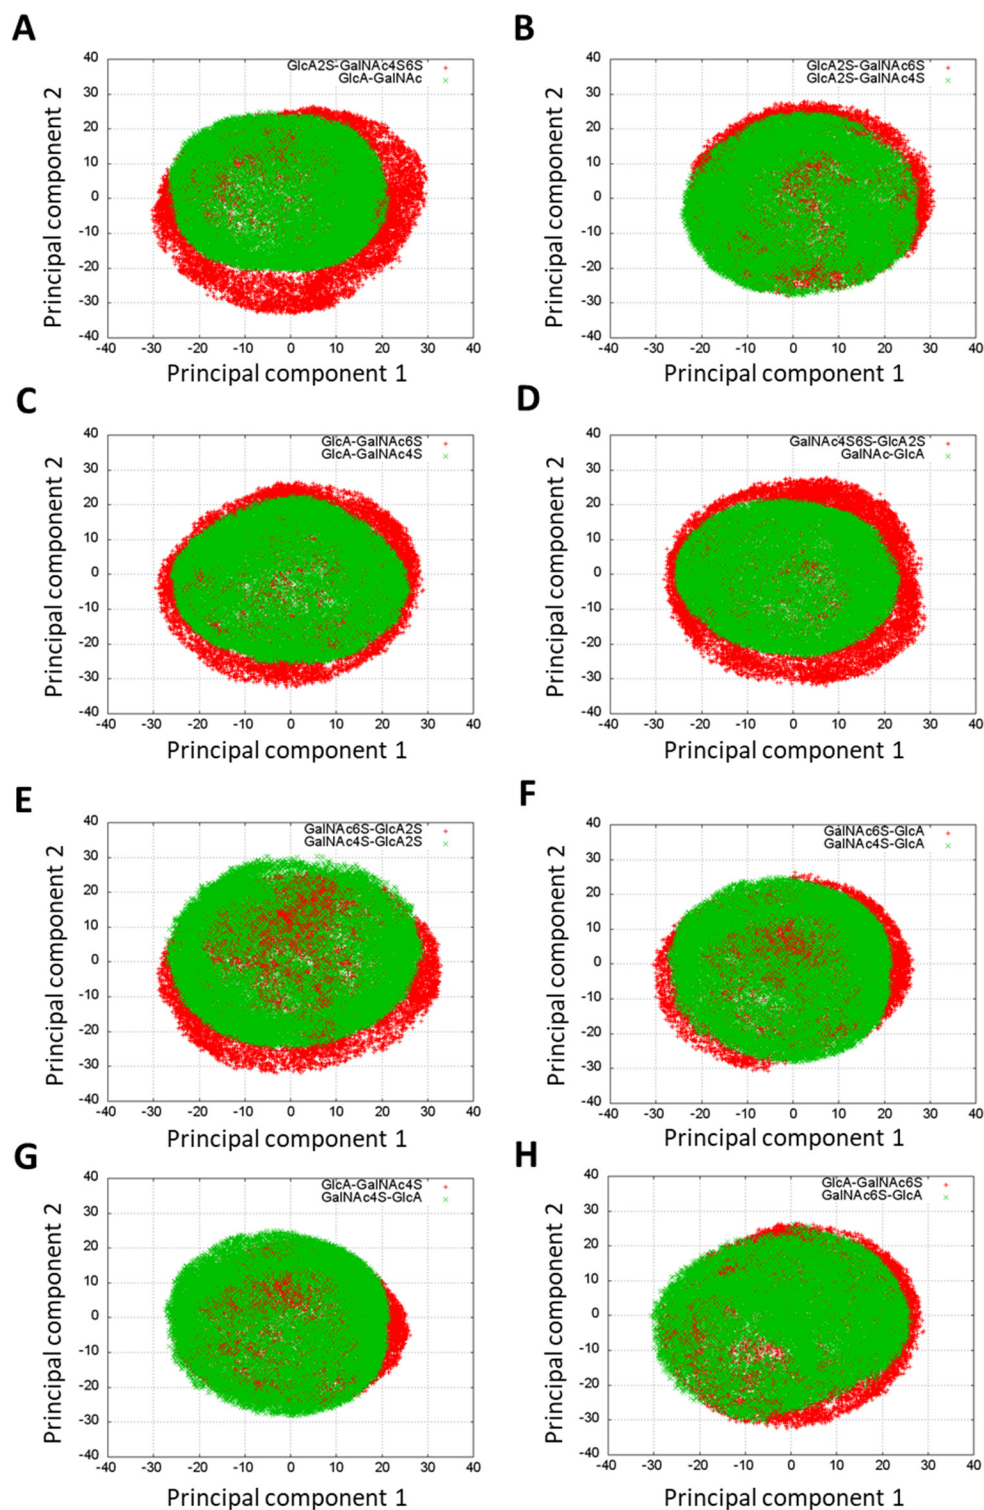 A
B
GlcA2S-GalNAc4S6S
GlcA-GalNAc
GlcA2S-GalNAc6S
GlcA2S-GalNAc4S
40
30
20
10
0
-10
-20
-30
-40
-40 -30 -20 -10 0 10 20 30 40
Principal component 2
Principal component 1
40
30
20
10
0
-10
-20
-30
-40
-40 -30 -20 -10 0 10 20 30 40
Principal component 2
Principal component 1
C
D
GlcA-GalNAc6S
GlcA-GalNAc4S
GalNAc4S6S-GlcA2S
GalNAc-GlcA
40
30
20
10
0
-10
-20
-30
-40
-40 -30 -20 -10 0 10 20 30 40
Principal component 2
Principal component 1
40
30
20
10
0
-10
-20
-30
-40
-40 -30 -20 -10 0 10 20 30 40
Principal component 2
Principal component 1
E
F
GalNAc6S-GlcA2S
GalNAc4S-GlcA2S
GalNAc6S-GlcA
GalNAc4S-GlcA
40
30
20
10
0
-10
-20
-30
-40
-40 -30 -20 -10 0 10 20 30 40
Principal component 2
Principal component 1
40
30
20
10
0
-10
-20
-30
-40
-40 -30 -20 -10 0 10 20 30 40
Principal component 2
Principal component 1
G
H
GlcA-GalNAc4S
GalNAc4S-GlcA
GlcA-GalNAc6S
GalNAc6S-GlcA
40
30
20
10
0
-10
-20
-30
-40
-40 -30 -20 -10 0 10 20 30 40
Principal component 2
Principal component 1
40
30
20
10
0
-10
-20
-30
-40
-40 -30 -20 -10 0 10 20 30 40
Principal component 2
Principal component 1